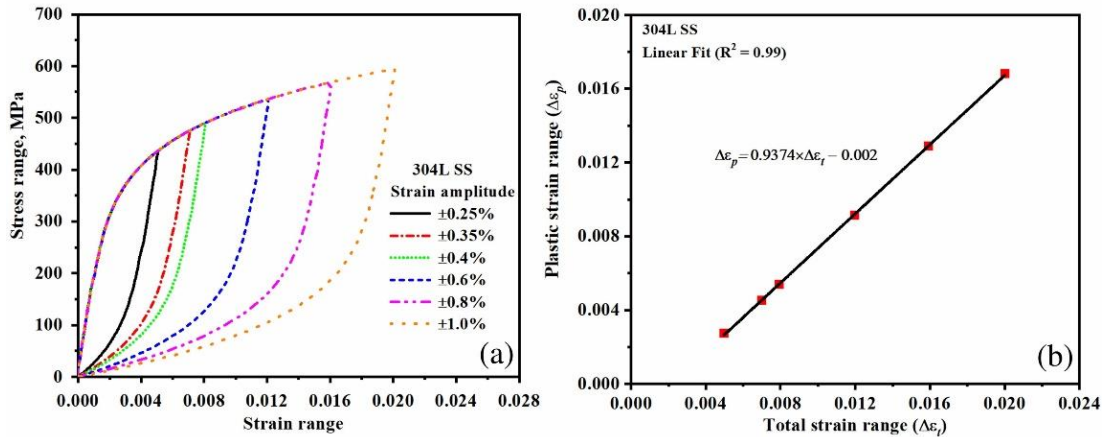 Stress range, MPa
700
600
500
400
300
200
100
0
304L SS
Strain amplitude
±0.25%
±0.35%
±0.4%
±0.6%
±0.8%
±1.0%
(a)
0.000 0.004 0.008 0.012 0.016 0.020 0.024 0.028
Strain range
Plastic strain range (Δεp)
0.020
0.016
0.012
0.008
0.004
0.000
304L SS
Linear Fit (R² = 0.99)
Δεp=0.9374×Δεt − 0.002
(b)
0.000 0.004 0.008 0.012 0.016 0.020 0.024
Total strain range (Δεt)